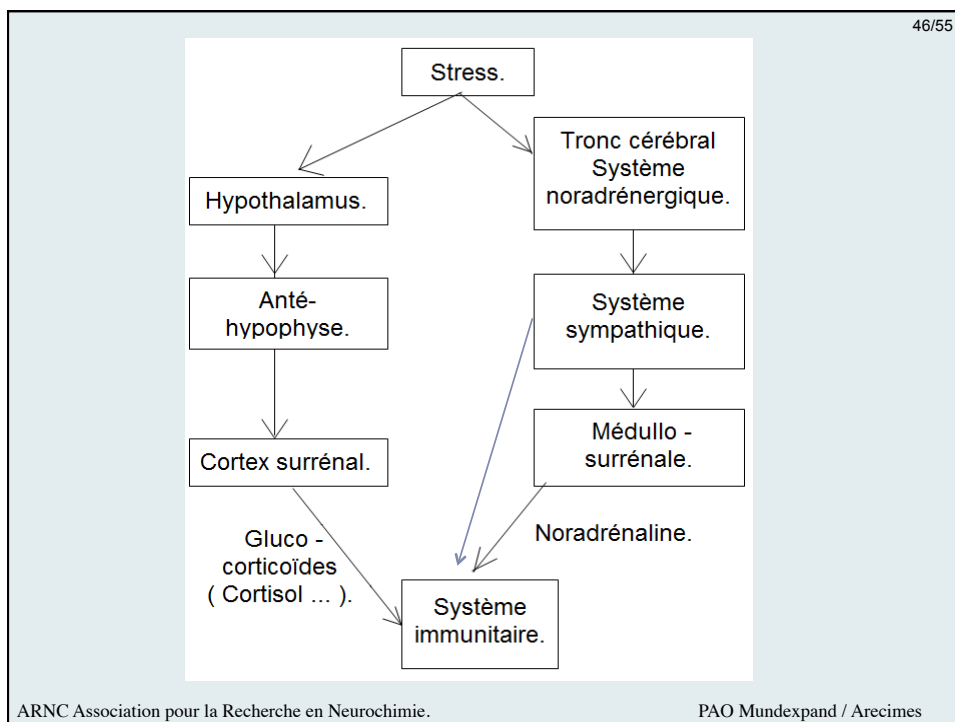 46/55
Stress.
Tronc cérébral
Système
noradrénergique.
Hypothalamus.
Anté-
hypophyse.
Système
sympathique.
Cortex surrénal.
Médullo -
surrénale.
Gluco -
corticoïdes
( Cortisol ... ).
Noradrénaline.
Système
immunitaire.
ARNC Association pour la Recherche en Neurochimie.
PAO Mundexpand / Arecimes